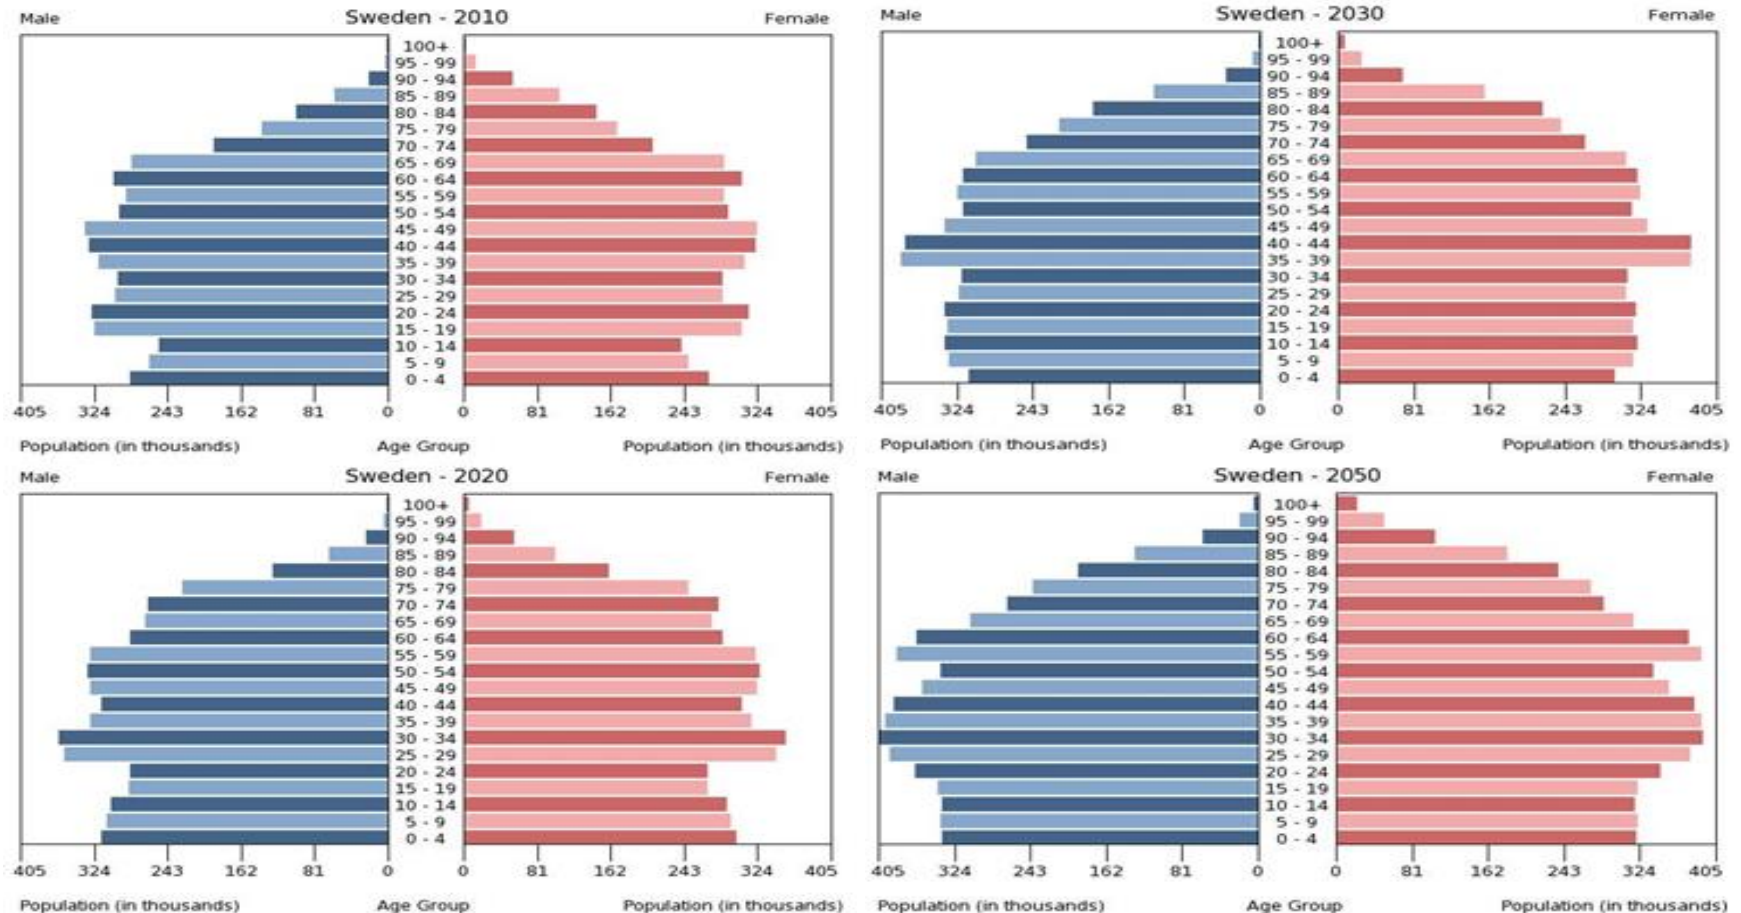 Male Sweden - 2010 Female
100+
95 - 99
90 - 94
85 - 89
80 - 84
75 - 79
70 - 74
65 - 69
60 - 64
55 - 59
50 - 54
45 - 49
40 - 44
35 - 39
30 - 34
25 - 29
20 - 24
15 - 19
10 - 14
5 - 9
0 - 4
405 324 243 162 81 0 0 81 162 243 324 405
Population (in thousands) Age Group Population (in thousands)
Male Sweden - 2030 Female
100+
95 - 99
90 - 94
85 - 89
80 - 84
75 - 79
70 - 74
65 - 69
60 - 64
55 - 59
50 - 54
45 - 49
40 - 44
35 - 39
30 - 34
25 - 29
20 - 24
15 - 19
10 - 14
5 - 9
0 - 4
405 324 243 162 81 0 0 81 162 243 324 405
Population (in thousands) Age Group Population (in thousands)
Male Sweden - 2020 Female
100+
95 - 99
90 - 94
85 - 89
80 - 84
75 - 79
70 - 74
65 - 69
60 - 64
55 - 59
50 - 54
45 - 49
40 - 44
35 - 39
30 - 34
25 - 29
20 - 24
15 - 19
10 - 14
5 - 9
0 - 4
405 324 243 162 81 0 0 81 162 243 324 405
Population (in thousands) Age Group Population (in thousands)
Male Sweden - 2050 Female
100+
95 - 99
90 - 94
85 - 89
80 - 84
75 - 79
70 - 74
65 - 69
60 - 64
55 - 59
50 - 54
45 - 49
40 - 44
35 - 39
30 - 34
25 - 29
20 - 24
15 - 19
10 - 14
5 - 9
0 - 4
405 324 243 162 81 0 0 81 162 243 324 405
Population (in thousands) Age Group Population (in thousands)